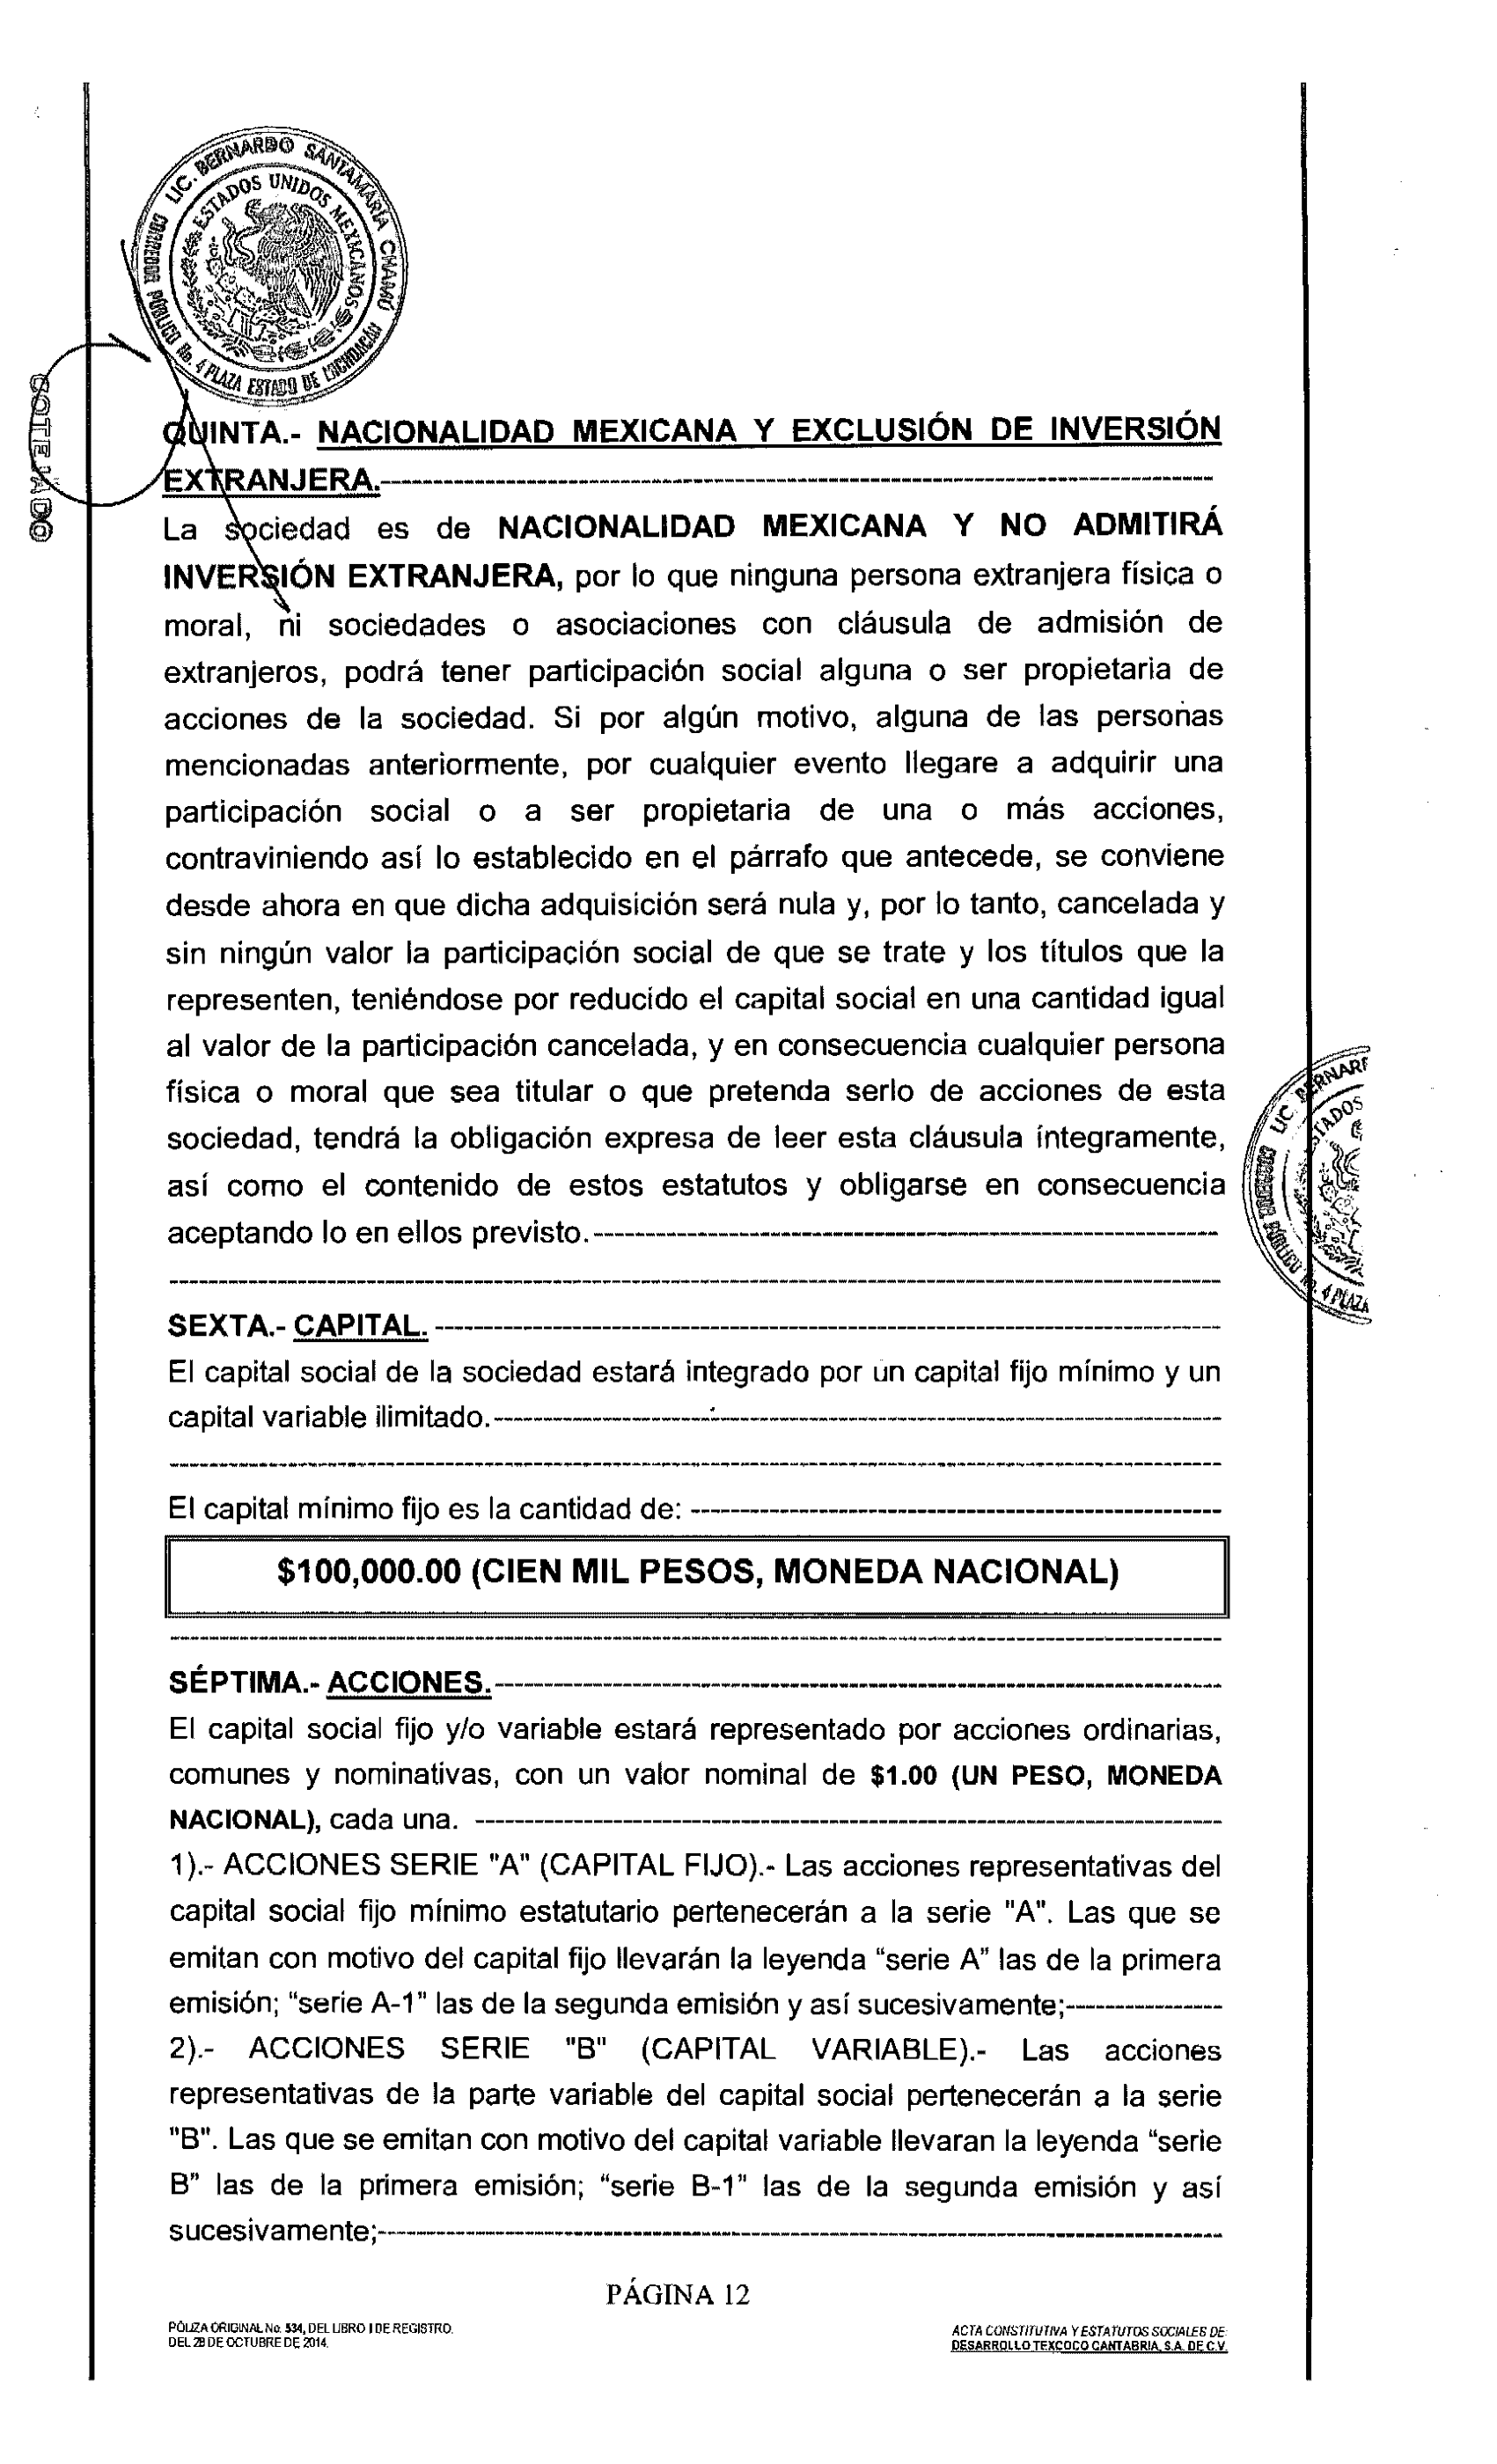 LIC. BERNARDO SANTAMARÍA CHAMÚ
CORREDOR PÚBLICO No. 4 PLAZA ESTADO DE MICHOACÁN
ESTADOS UNIDOS MEXICANOS
COTEJADO
QUINTA.- NACIONALIDAD MEXICANA Y EXCLUSIÓN DE INVERSIÓN
EXTRANJERA.----------
La sociedad es de NACIONALIDAD MEXICANA Y NO ADMITIRÁ
INVERSIÓN EXTRANJERA, por lo que ninguna persona extranjera física o
moral, ni sociedades o asociaciones con cláusula de admisión de
extranjeros, podrá tener participación social alguna o ser propietaria de
acciones de la sociedad. Si por algún motivo, alguna de las personas
mencionadas anteriormente, por cualquier evento llegare a adquirir una
participación social o a ser propietaria de una o más acciones,
contraviniendo así lo establecido en el párrafo que antecede, se conviene
desde ahora en que dicha adquisición será nula y, por lo tanto, cancelada y
sin ningún valor la participación social de que se trate y los títulos que la
representen, teniéndose por reducido el capital social en una cantidad igual
al valor de la participación cancelada, y en consecuencia cualquier persona
física o moral que sea titular o que pretenda serlo de acciones de esta
sociedad, tendrá la obligación expresa de leer esta cláusula íntegramente,
así como el contenido de estos estatutos y obligarse en consecuencia
aceptando lo en ellos previsto.----------
SEXTA.- CAPITAL. ----------
El capital social de la sociedad estará integrado por un capital fijo mínimo y un
capital variable ilimitado.----------
El capital mínimo fijo es la cantidad de: ----------
$100,000.00 (CIEN MIL PESOS, MONEDA NACIONAL)
SÉPTIMA.- ACCIONES.----------
El capital social fijo y/o variable estará representado por acciones ordinarias,
comunes y nominativas, con un valor nominal de $1.00 (UN PESO, MONEDA
NACIONAL), cada una. ----------
1).- ACCIONES SERIE "A" (CAPITAL FIJO).- Las acciones representativas del
capital social fijo mínimo estatutario pertenecerán a la serie "A". Las que se
emitan con motivo del capital fijo llevarán la leyenda “serie A” las de la primera
emisión; “serie A-1” las de la segunda emisión y así sucesivamente;----------
2).- ACCIONES SERIE "B" (CAPITAL VARIABLE).- Las acciones
representativas de la parte variable del capital social pertenecerán a la serie
"B". Las que se emitan con motivo del capital variable llevaran la leyenda “serie
B” las de la primera emisión; “serie B-1” las de la segunda emisión y así
sucesivamente;----------
PÁGINA 12
PÓLIZA ORIGINAL No. 534, DEL LIBRO I DE REGISTRO.
DEL 28 DE OCTUBRE DE 2014.
ACTA CONSTITUTIVA Y ESTATUTOS SOCIALES DE:
DESARROLLO TEXCOCO CANTABRIA, S.A. DE C.V.